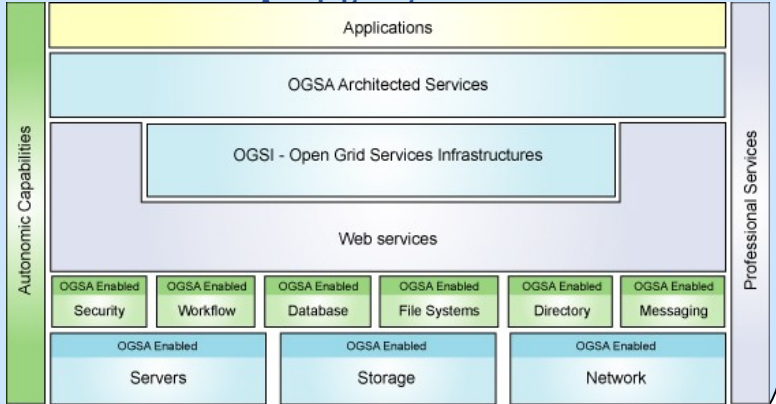 Applications
OGSA Architected Services
OGSI - Open Grid Services Infrastructures
Web services
Autonomic Capabilities
Professional Services
OGSA Enabled OGSA Enabled OGSA Enabled OGSA Enabled OGSA Enabled OGSA Enabled
Security Workflow Database File Systems Directory Messaging
OGSA Enabled OGSA Enabled OGSA Enabled
Servers Storage Network